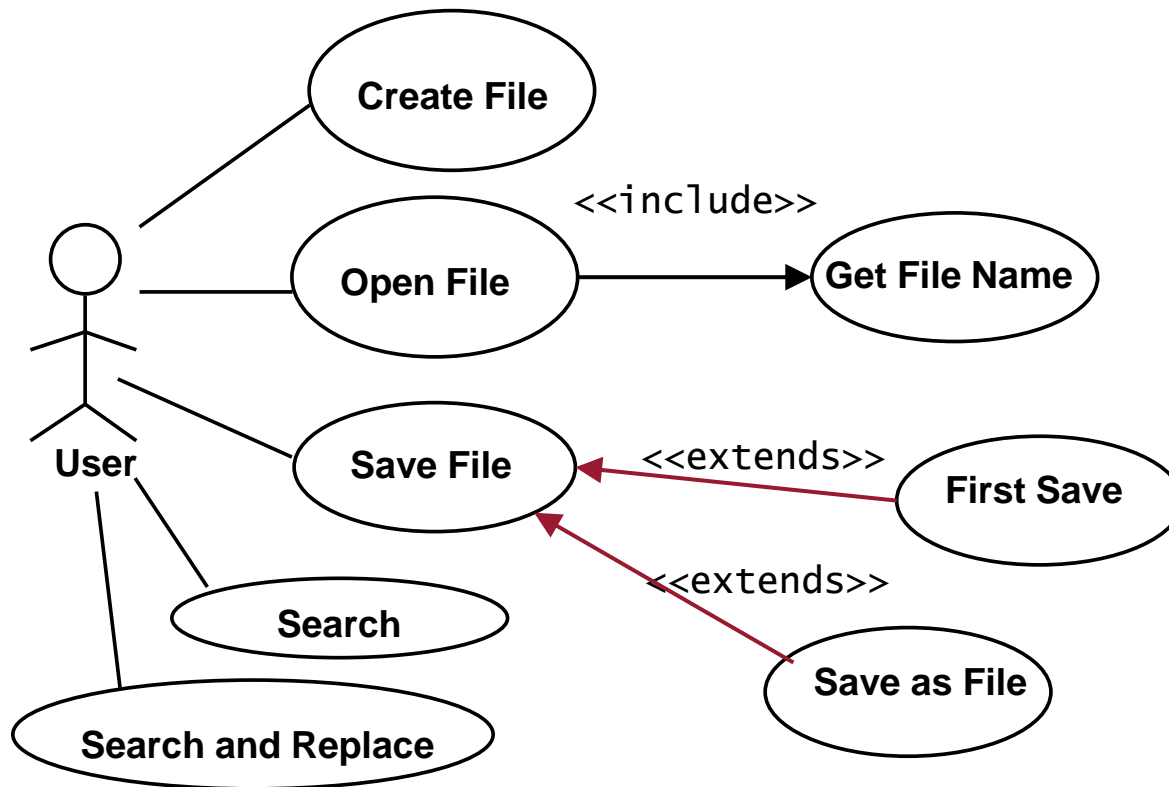 Create File
<<include>>
Open File
Get File Name
User
Save File
<<extends>>
First Save
<<extends>>
Search
Save as File
Search and Replace